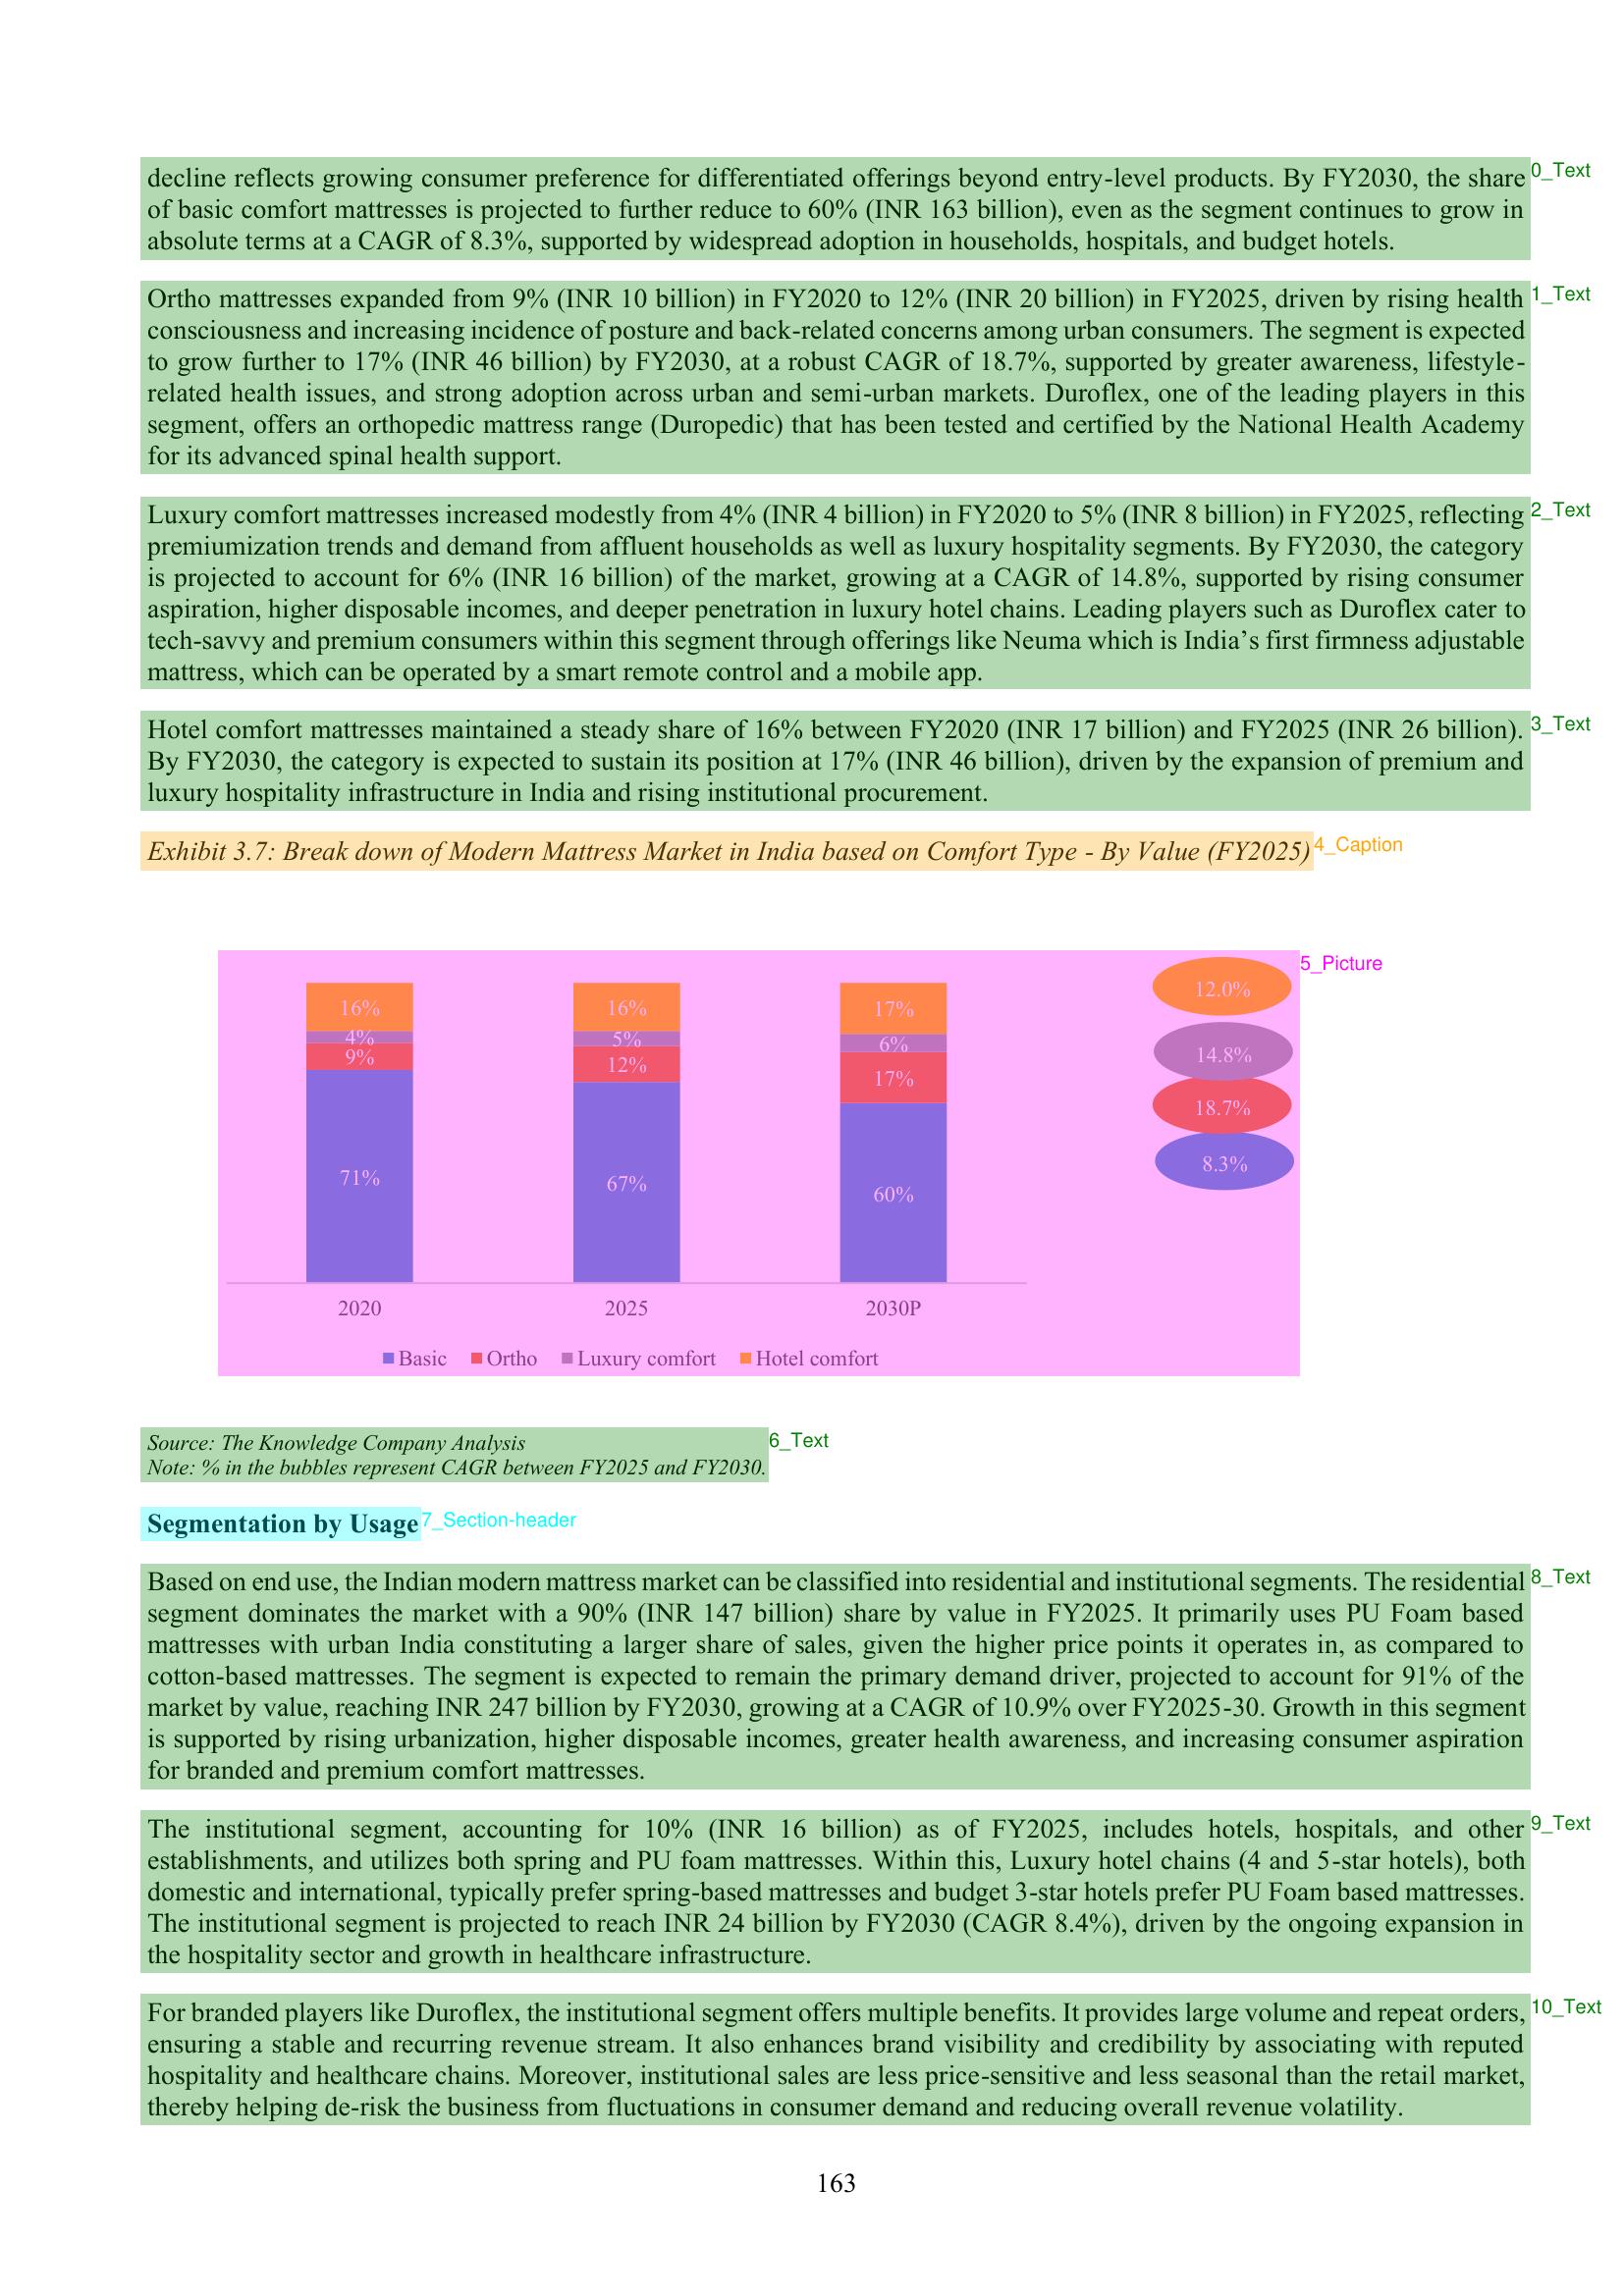 decline reflects growing consumer preference for differentiated offerings beyond entry-level products. By FY2030, the share
of basic comfort mattresses is projected to further reduce to 60% (INR 163 billion), even as the segment continues to grow in
absolute terms at a CAGR of 8.3%, supported by widespread adoption in households, hospitals, and budget hotels.
0_Text
Ortho mattresses expanded from 9% (INR 10 billion) in FY2020 to 12% (INR 20 billion) in FY2025, driven by rising health
consciousness and increasing incidence of posture and back-related concerns among urban consumers. The segment is expected
to grow further to 17% (INR 46 billion) by FY2030, at a robust CAGR of 18.7%, supported by greater awareness, lifestyle-
related health issues, and strong adoption across urban and semi-urban markets. Duroflex, one of the leading players in this
segment, offers an orthopedic mattress range (Duropedic) that has been tested and certified by the National Health Academy
for its advanced spinal health support.
1_Text
Luxury comfort mattresses increased modestly from 4% (INR 4 billion) in FY2020 to 5% (INR 8 billion) in FY2025, reflecting
premiumization trends and demand from affluent households as well as luxury hospitality segments. By FY2030, the category
is projected to account for 6% (INR 16 billion) of the market, growing at a CAGR of 14.8%, supported by rising consumer
aspiration, higher disposable incomes, and deeper penetration in luxury hotel chains. Leading players such as Duroflex cater to
tech-savvy and premium consumers within this segment through offerings like Neuma which is India’s first firmness adjustable
mattress, which can be operated by a smart remote control and a mobile app.
2_Text
Hotel comfort mattresses maintained a steady share of 16% between FY2020 (INR 17 billion) and FY2025 (INR 26 billion).
By FY2030, the category is expected to sustain its position at 17% (INR 46 billion), driven by the expansion of premium and
luxury hospitality infrastructure in India and rising institutional procurement.
3_Text
Exhibit 3.7: Break down of Modern Mattress Market in India based on Comfort Type - By Value (FY2025)
4_Caption
5_Picture
16% 16% 17% 12.0%
4% 5% 6% 14.8%
9% 12% 17% 18.7%
71% 67% 60% 8.3%
2020 2025 2030P
Basic Ortho Luxury comfort Hotel comfort
Source: The Knowledge Company Analysis
Note: % in the bubbles represent CAGR between FY2025 and FY2030.
6_Text
Segmentation by Usage
7_Section-header
Based on end use, the Indian modern mattress market can be classified into residential and institutional segments. The residential
segment dominates the market with a 90% (INR 147 billion) share by value in FY2025. It primarily uses PU Foam based
mattresses with urban India constituting a larger share of sales, given the higher price points it operates in, as compared to
cotton-based mattresses. The segment is expected to remain the primary demand driver, projected to account for 91% of the
market by value, reaching INR 247 billion by FY2030, growing at a CAGR of 10.9% over FY2025-30. Growth in this segment
is supported by rising urbanization, higher disposable incomes, greater health awareness, and increasing consumer aspiration
for branded and premium comfort mattresses.
8_Text
The institutional segment, accounting for 10% (INR 16 billion) as of FY2025, includes hotels, hospitals, and other
establishments, and utilizes both spring and PU foam mattresses. Within this, Luxury hotel chains (4 and 5-star hotels), both
domestic and international, typically prefer spring-based mattresses and budget 3-star hotels prefer PU Foam based mattresses.
The institutional segment is projected to reach INR 24 billion by FY2030 (CAGR 8.4%), driven by the ongoing expansion in
the hospitality sector and growth in healthcare infrastructure.
9_Text
For branded players like Duroflex, the institutional segment offers multiple benefits. It provides large volume and repeat orders,
ensuring a stable and recurring revenue stream. It also enhances brand visibility and credibility by associating with reputed
hospitality and healthcare chains. Moreover, institutional sales are less price-sensitive and less seasonal than the retail market,
thereby helping de-risk the business from fluctuations in consumer demand and reducing overall revenue volatility.
10_Text
163